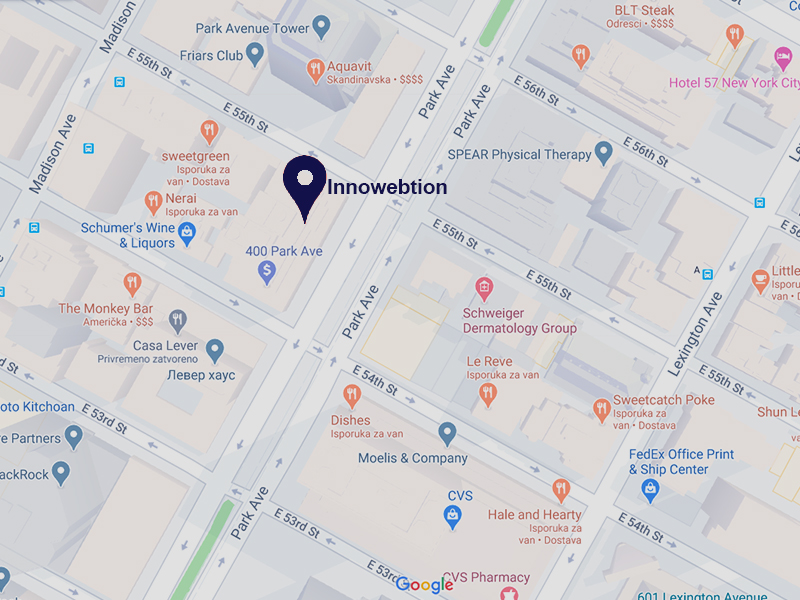 BLT Steak
Odresci • $$$$
Madison
Park Avenue Tower
Friars Club
E 55th St
Aquavit
Skandinavska • $$$$
Park Ave
Park Ave
E 56th St
Hotel 57 New York City
E 55th St
Madison Ave
sweetgreen
Isporuka za
van • Dostava
SPEAR Physical Therapy
E 56th St
Innowebtion
Nerai
Isporuka za van
Schumer's Wine
& Liquors
400 Park Ave
E 55th St
E 55th St
A
Little
Isporu
van •
The Monkey Bar
Američka • $$$
Park Ave
Schweiger
Dermatology Group
Lexington Ave
Casa Lever
Privremeno zatvoreno
Левер хаус
Le Reve
Isporuka za van
E 54th St
E 55th St
rd St
E 53rd St
oto Kitchoan
re Partners
ackRock
Dishes
Isporuka za van
Moelis & Company
Sweetcatch Poke
Isporuka za
van • Dostava
Shun L
FedEx Office Print
& Ship Center
CVS
Park Ave
E 53rd St
Hale and Hearty
Isporuka za
van • Dostava
E 54th St
E 53rd
Google
CVS Pharmacy
601 Lexington Avenue